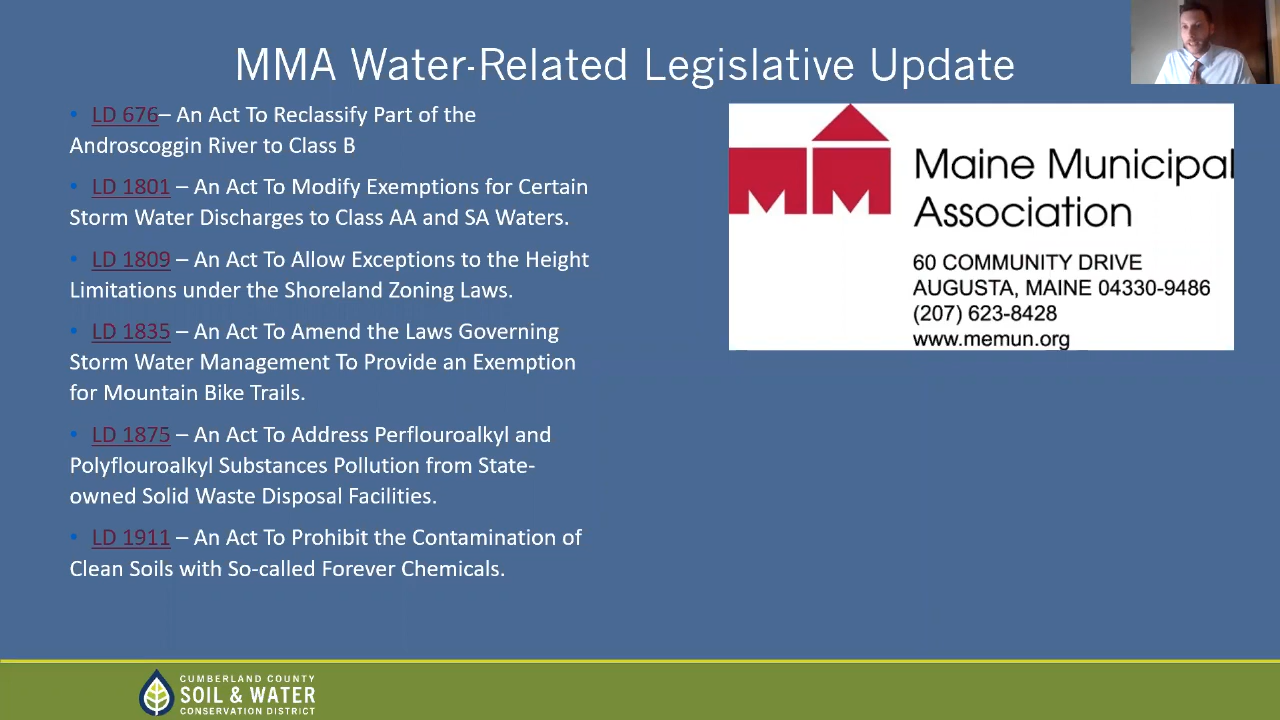 MMA Water-Related Legislative Update
• LD 676– An Act To Reclassify Part of the
Androscoggin River to Class B
• LD 1801 – An Act To Modify Exemptions for Certain
Storm Water Discharges to Class AA and SA Waters.
• LD 1809 – An Act To Allow Exceptions to the Height
Limitations under the Shoreland Zoning Laws.
• LD 1835 – An Act To Amend the Laws Governing
Storm Water Management To Provide an Exemption
for Mountain Bike Trails.
• LD 1875 – An Act To Address Perflouroalkyl and
Polyflouroalkyl Substances Pollution from State-
owned Solid Waste Disposal Facilities.
• LD 1911 – An Act To Prohibit the Contamination of
Clean Soils with So-called Forever Chemicals.
Maine Municipal
Association
60 COMMUNITY DRIVE
AUGUSTA, MAINE 04330-9486
(207) 623-8428
www.memun.org
CUMBERLAND COUNTY
SOIL & WATER
CONSERVATION DISTRICT